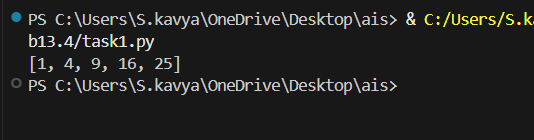 PS C:\Users\S.kavya\OneDrive\Desktop\ais> & C:/Users/S.k
b13.4/task1.py
[1, 4, 9, 16, 25]
PS C:\Users\S.kavya\OneDrive\Desktop\ais>